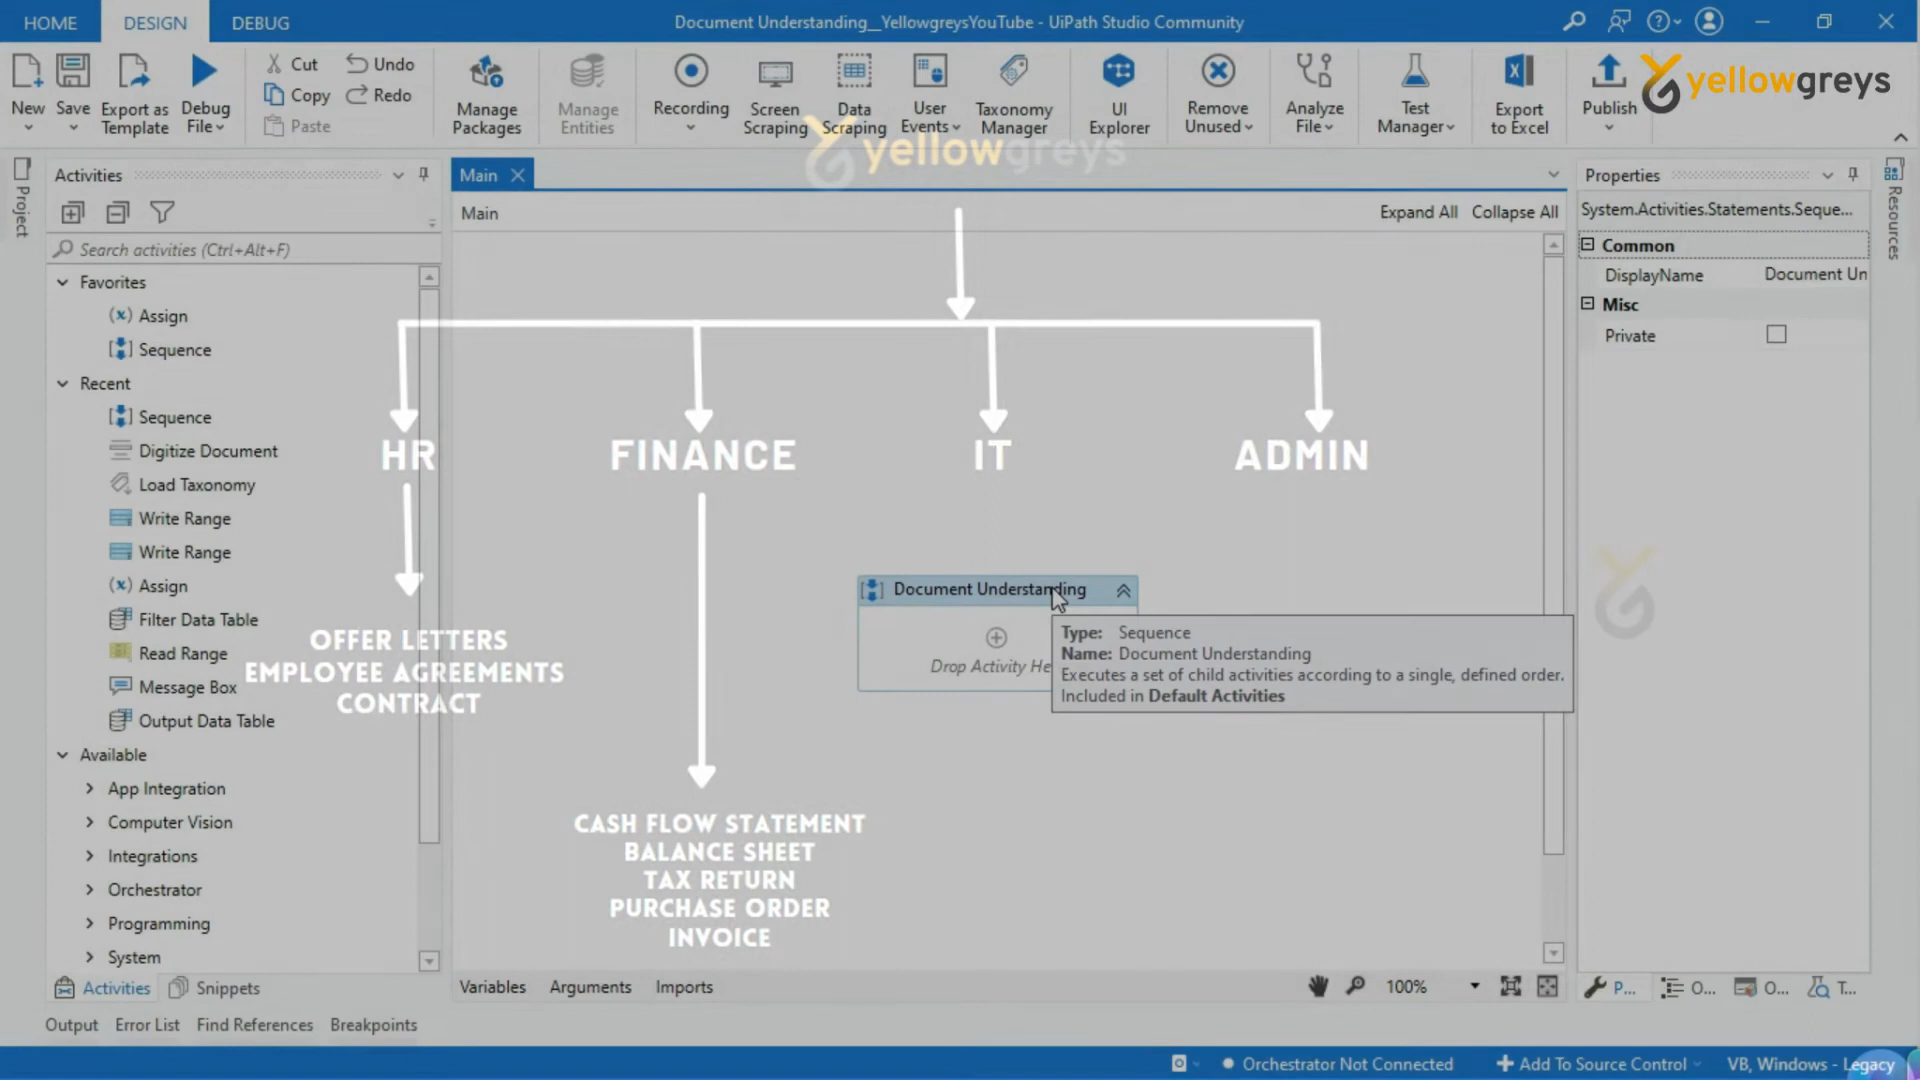 HOME
DESIGN
DEBUG
Document Understanding__YellowgreysYouTube - UiPath Studio Community
New
Save
Export as
Template
Debug
File
Cut
Copy
Paste
Undo
Redo
Manage
Packages
Manage
Entities
Recording
Screen
Scraping
Data
Scraping
User
Events
Taxonomy
Manager
UI
Explorer
Remove
Unused
Analyze
File
Test
Manager
Export
to Excel
Publish
yellowgreys
yellowgreys
Project
Activities
Search activities (Ctrl+Alt+F)
Favorites
Assign
Sequence
Recent
Sequence
Digitize Document
Load Taxonomy
Write Range
Write Range
Assign
Filter Data Table
Read Range
Message Box
Output Data Table
Available
App Integration
Computer Vision
Integrations
Orchestrator
Programming
System
Activities
Snippets
Main
Main
Expand All
Collapse All
HR
FINANCE
IT
ADMIN
OFFER LETTERS
EMPLOYEE AGREEMENTS
CONTRACT
CASH FLOW STATEMENT
BALANCE SHEET
TAX RETURN
PURCHASE ORDER
INVOICE
Document Understanding
Drop Activity He
Type: Sequence
Name: Document Understanding
Executes a set of child activities according to a single, defined order.
Included in Default Activities
Variables
Arguments
Imports
100%
Properties
System.Activities.Statements.Seque...
Common
DisplayName
Document Un
Misc
Private
Resources
P...
O...
O...
T...
Output
Error List
Find References
Breakpoints
Orchestrator Not Connected
Add To Source Control
VB, Windows - Legacy